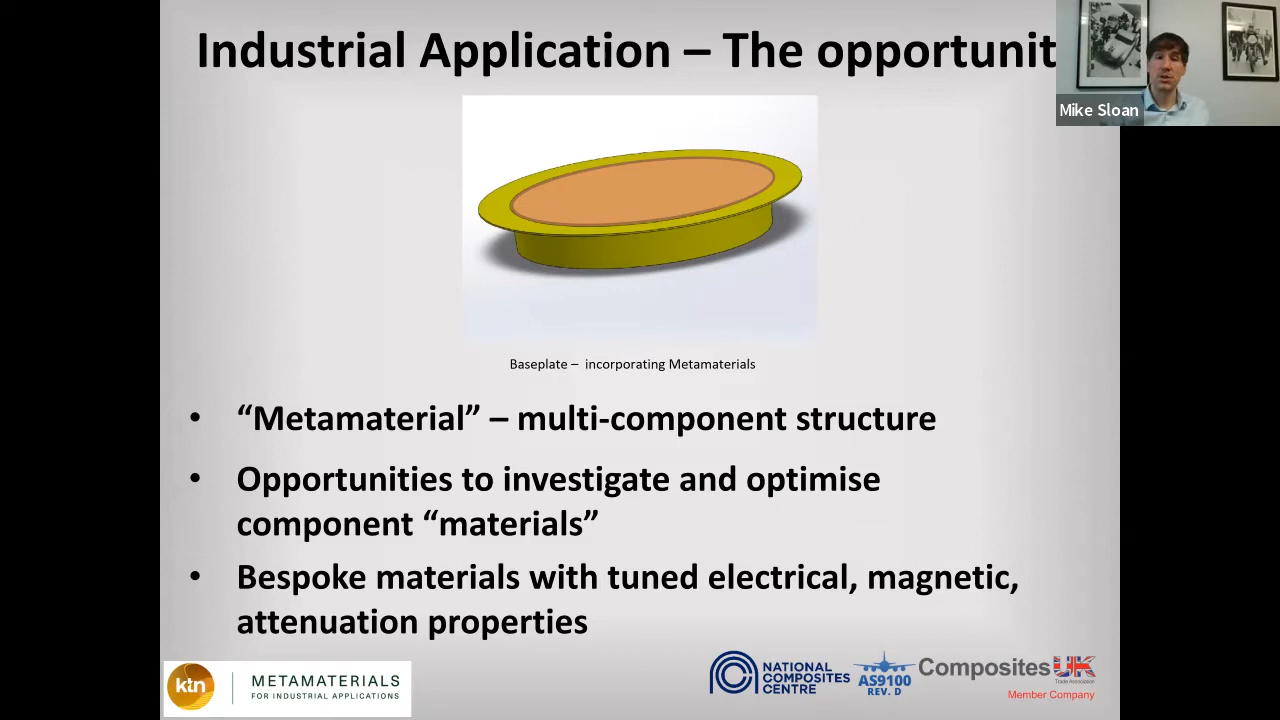 Industrial Application – The opportunit
Mike Sloan
Baseplate – incorporating Metamaterials
• “Metamaterial” – multi-component structure
• Opportunities to investigate and optimise
component “materials”
• Bespoke materials with tuned electrical, magnetic,
attenuation properties
ktn
METAMATERIALS
FOR INDUSTRIAL APPLICATIONS
NATIONAL
COMPOSITES
CENTRE
AS9100
REV. D
Composites UK
Trade Association
Member Company